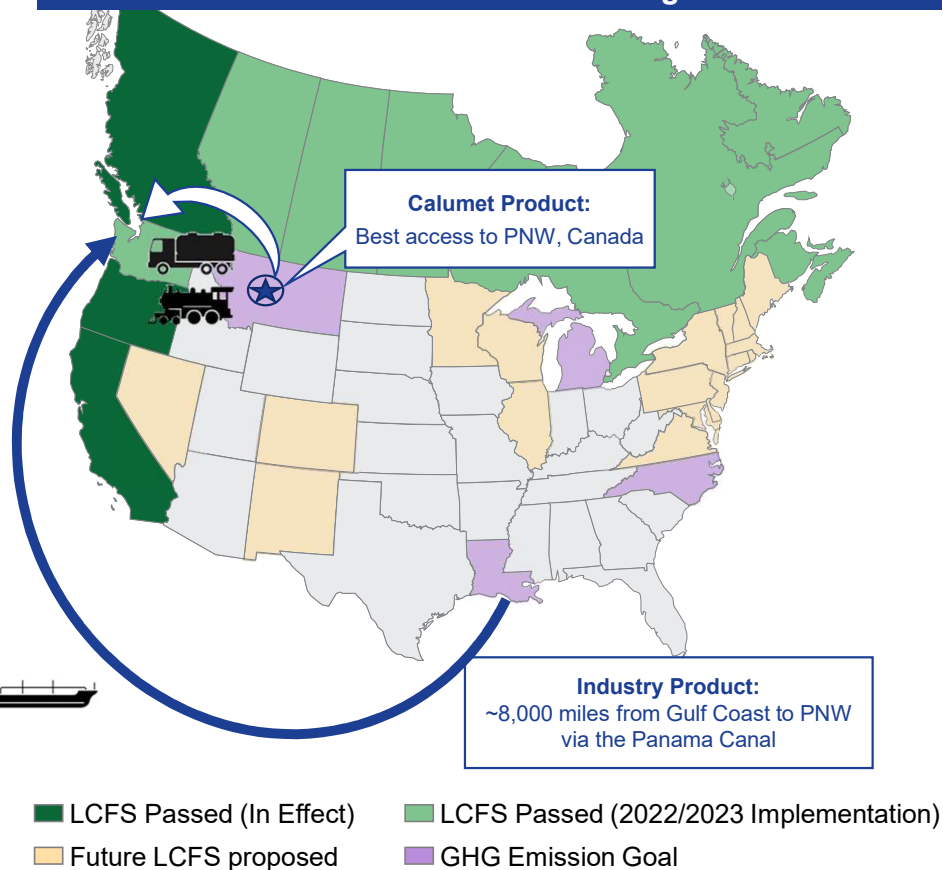 Calumet Product:
Best access to PNW, Canada
Industry Product:
~8,000 miles from Gulf Coast to PNW
via the Panama Canal
LCFS Passed (In Effect)
LCFS Passed (2022/2023 Implementation)
Future LCFS proposed
GHG Emission Goal